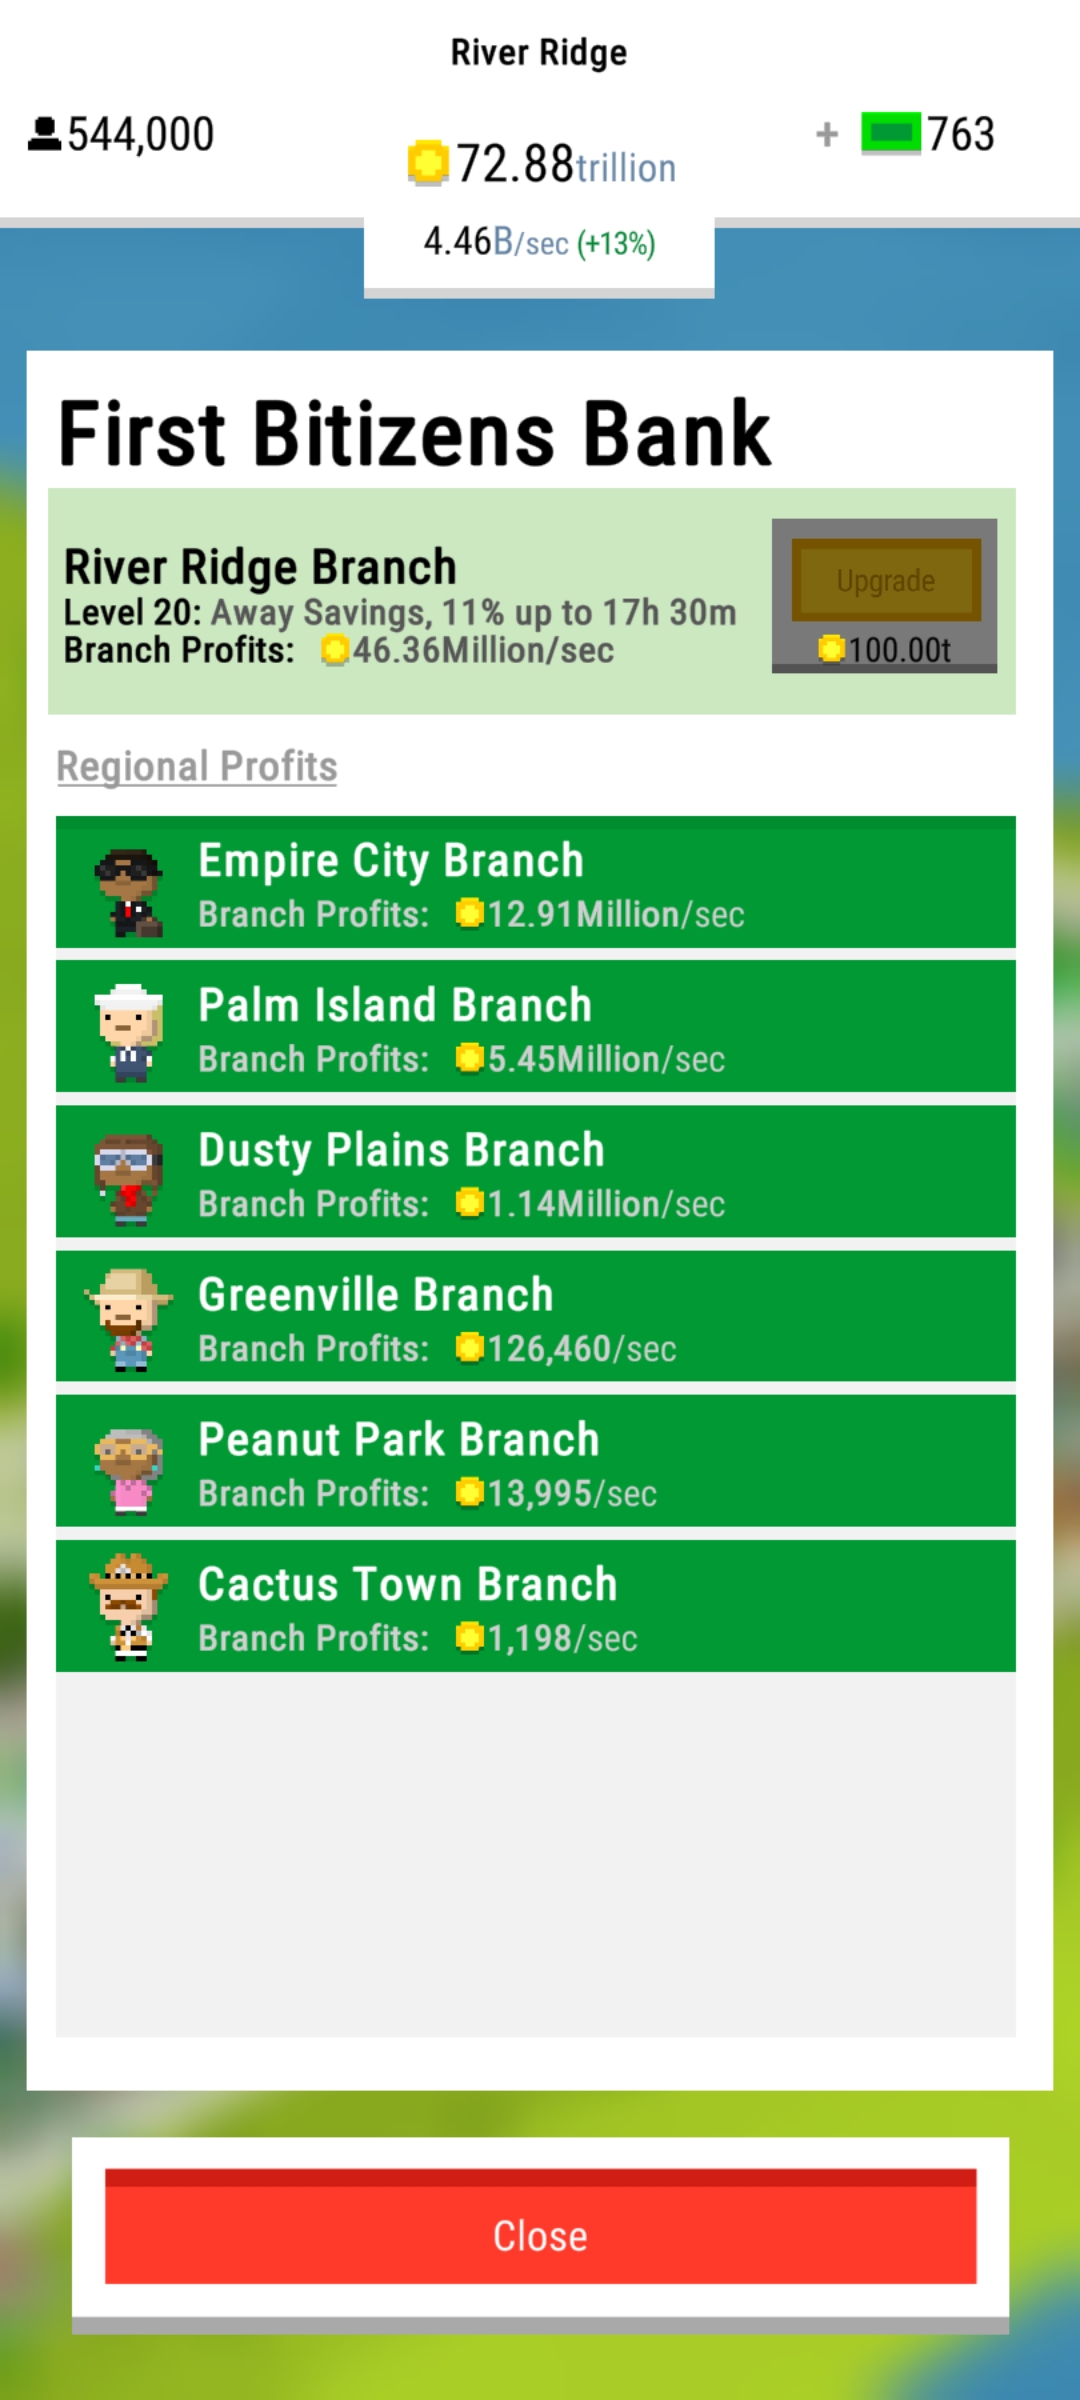 River Ridge
544,000
72.88trillion
+ 763
4.46B/sec (+13%)
First Bitizens Bank
River Ridge Branch
Level 20: Away Savings, 11% up to 17h 30m
Branch Profits: 46.36Million/sec
Upgrade
100.00t
Regional Profits
Empire City Branch
Branch Profits: 12.91Million/sec
Palm Island Branch
Branch Profits: 5.45Million/sec
Dusty Plains Branch
Branch Profits: 1.14Million/sec
Greenville Branch
Branch Profits: 126,460/sec
Peanut Park Branch
Branch Profits: 13,995/sec
Cactus Town Branch
Branch Profits: 1,198/sec
Close